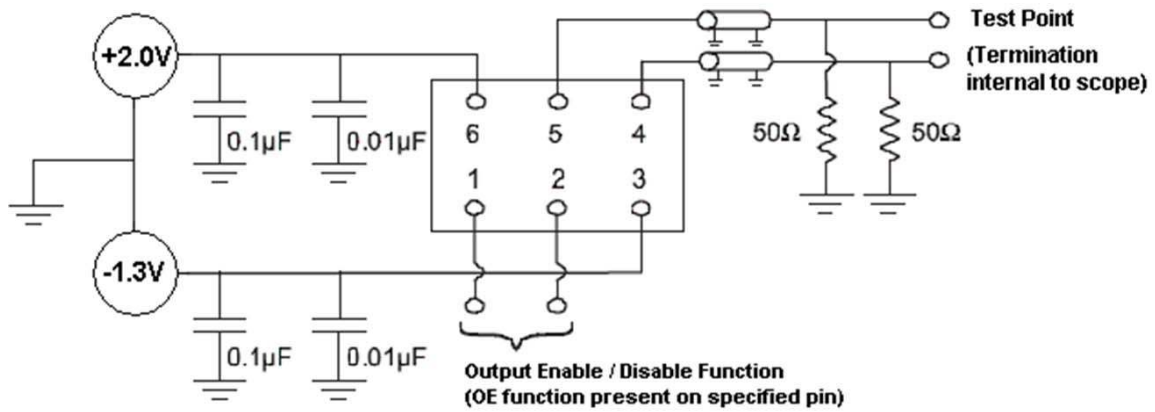 +2.0V
0.1µF
0.01µF
6
5
4
1
2
3
Test Point
(Termination
internal to scope)
50Ω
50Ω
-1.3V
0.1µF
0.01µF
Output Enable / Disable Function
(OE function present on specified pin)